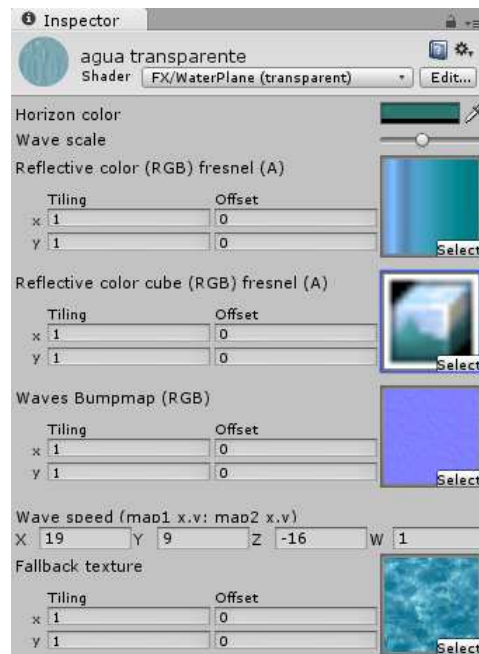 Inspector
agua transparente
Shader FX/WaterPlane (transparent) Edit...
Horizon color
Wave scale
Reflective color (RGB) fresnel (A)
Tiling Offset
x 1 0
y 1 0
Select
Reflective color cube (RGB) fresnel (A)
Tiling Offset
x 1 0
y 1 0
Select
Waves Bumpmap (RGB)
Tiling Offset
x 1 0
y 1 0
Select
Wave speed (map1 x,y; map2 x,y)
X 19 Y 9 Z -16 W 1
Fallback texture
Tiling Offset
x 1 0
y 1 0
Select